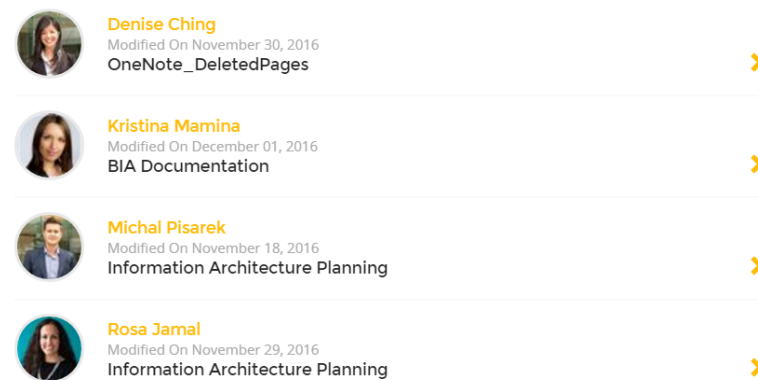 Denise Ching
Modified On November 30, 2016
OneNote_DeletedPages
Kristina Mamina
Modified On December 01, 2016
BIA Documentation
Michal Pisarek
Modified On November 18, 2016
Information Architecture Planning
Rosa Jamal
Modified On November 29, 2016
Information Architecture Planning